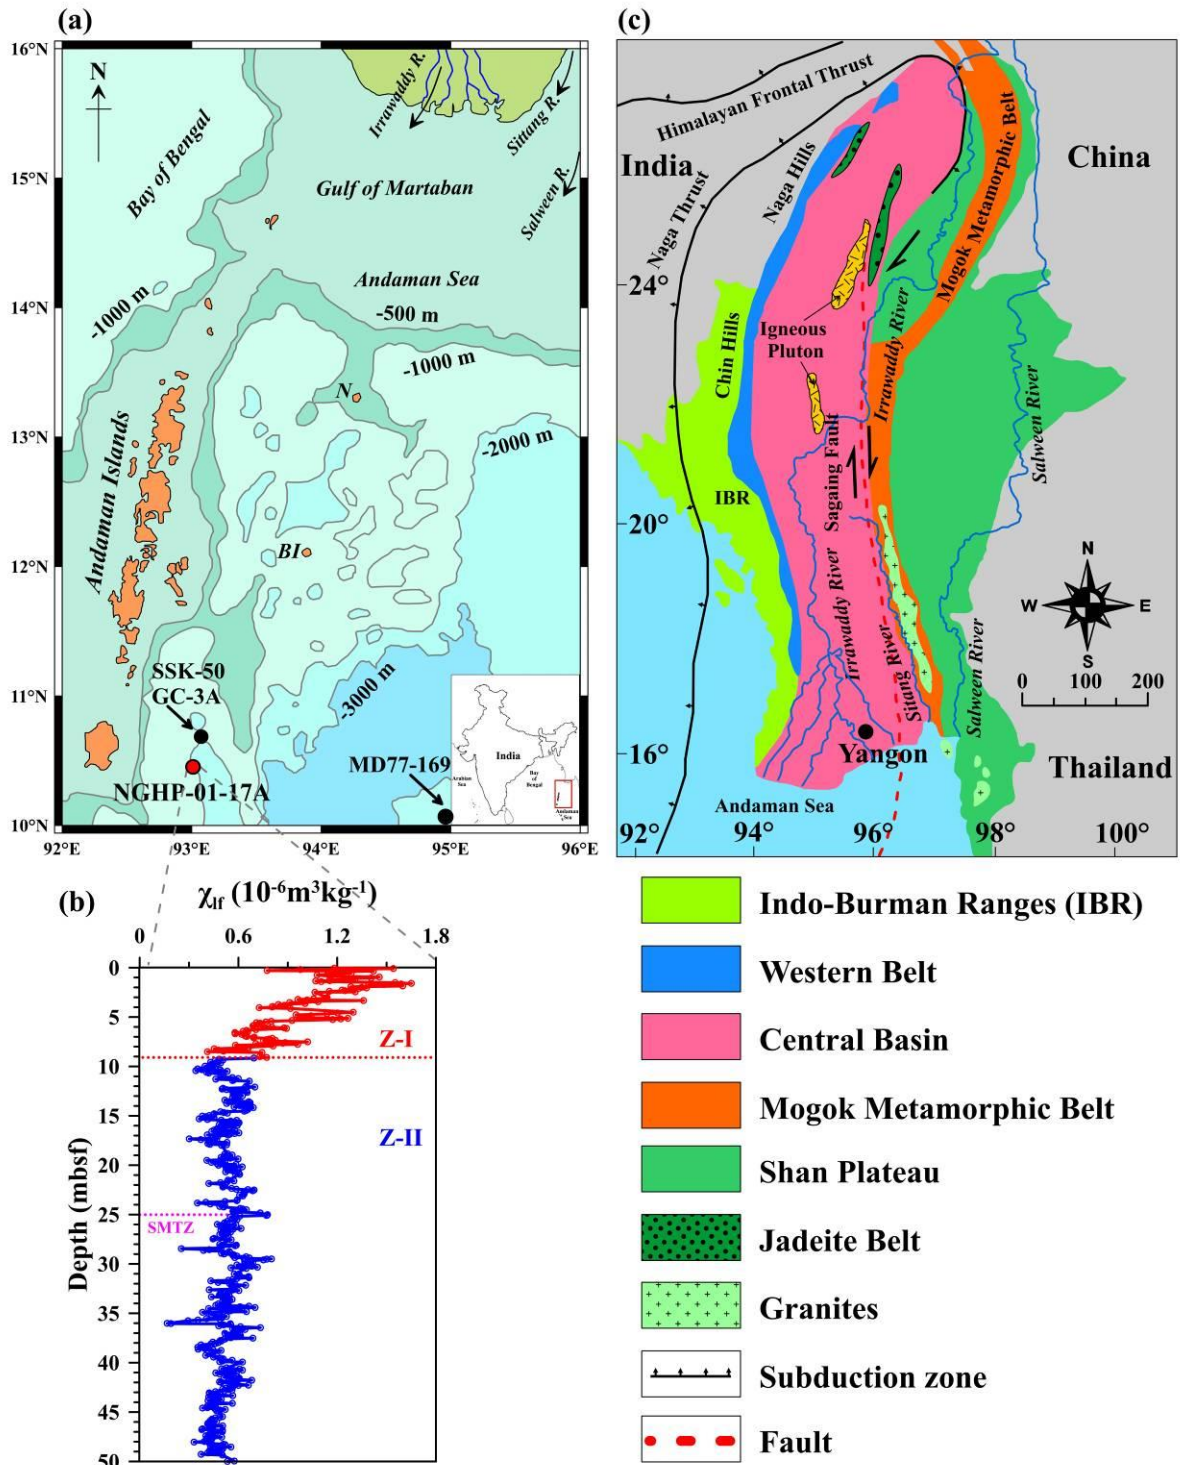 (a)
16°N
15°N
14°N
13°N
12°N
11°N
10°N
92°E
93°E
94°E
95°E
96°E
N
Bay of Bengal
Irrawaddy R.
Sittang R.
Salween R.
Gulf of Martaban
Andaman Sea
-500 m
-1000 m
-1000 m
-2000 m
-3000 m
N
BI
Andaman Islands
SSK-50
GC-3A
NGHP-01-17A
MD77-169
India
Arabian
Sea
Bay
of
Bengal
Andaman
Sea
(b)
χlf (10-6m3kg-1)
0
0.6
1.2
1.8
Depth (mbsf)
0
5
10
15
20
25
30
35
40
45
50
Z-I
Z-II
SMTZ
(c)
Himalayan Frontal Thrust
India
China
Naga Hills
Naga Thrust
Mogok Metamorphic Belt
24°
Chin Hills
Igneous
Pluton
Irrawaddy River
Salween River
Sagaing Fault
IBR
20°
Irrawaddy River
Sitang River
Salween River
N
W
E
S
0
100
200
16°
Yangon
Thailand
Andaman Sea
92°
94°
96°
98°
100°
Indo-Burman Ranges (IBR)
Western Belt
Central Basin
Mogok Metamorphic Belt
Shan Plateau
Jadeite Belt
Granites
Subduction zone
Fault